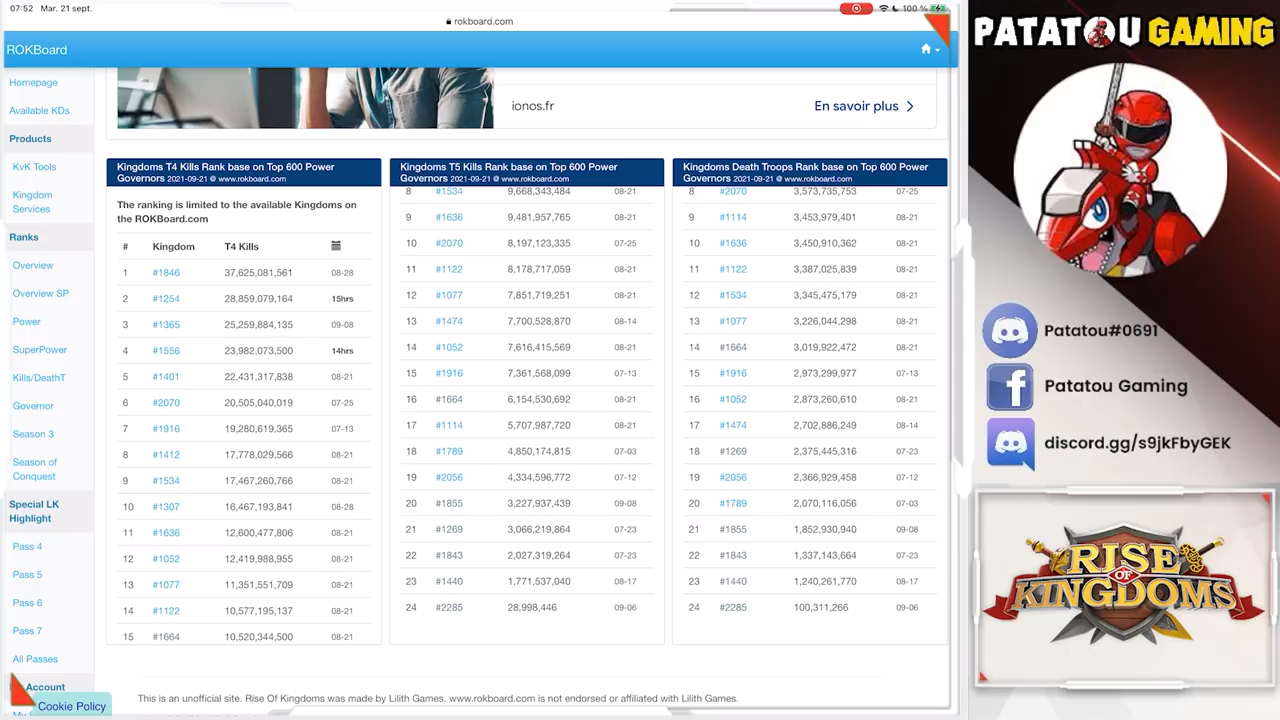 07:52 Mar. 21 sept.
100 %
rokboard.com
ROKBoard
Homepage
Available KDs
Products
KvK Tools
Kingdom
Services
Ranks
Overview
Overview SP
Power
SuperPower
Kills/DeathT
Governor
Season 3
Season of
Conquest
Special LK
Highlight
Pass 4
Pass 5
Pass 6
Pass 7
All Passes
Account
Cookie Policy
ionos.fr
En savoir plus
Kingdoms T4 Kills Rank base on Top 600 Power
Governors 2021-09-21 @ www.rokboard.com
The ranking is limited to the available Kingdoms on
the ROKBoard.com
# Kingdom T4 Kills
1 #1846 37,625,081,561 08-28
2 #1254 28,859,079,164 15hrs
3 #1365 25,259,884,135 09-08
4 #1556 23,982,073,500 14hrs
5 #1401 22,431,317,838 08-21
6 #2070 20,505,040,019 07-25
7 #1916 19,280,619,365 07-13
8 #1412 17,778,029,566 08-21
9 #1534 17,467,260,766 08-21
10 #1307 16,467,193,841 08-28
11 #1636 12,600,477,806 08-21
12 #1052 12,419,988,955 08-21
13 #1077 11,351,551,709 08-21
14 #1122 10,577,195,137 08-21
15 #1664 10,520,344,500 08-21
Kingdoms T5 Kills Rank base on Top 600 Power
Governors 2021-09-21 @ www.rokboard.com
8 #1534 9,668,343,484 08-21
9 #1636 9,481,957,765 08-21
10 #2070 8,197,123,335 07-25
11 #1122 8,178,717,059 08-21
12 #1077 7,851,719,251 08-21
13 #1474 7,700,528,870 08-14
14 #1052 7,616,415,569 08-21
15 #1916 7,361,568,099 07-13
16 #1664 6,154,530,692 08-21
17 #1114 5,707,987,720 08-21
18 #1789 4,850,174,815 07-03
19 #2056 4,334,596,772 07-12
20 #1855 3,227,937,439 09-08
21 #1269 3,066,219,864 07-23
22 #1843 2,027,319,264 07-23
23 #1440 1,771,537,040 08-17
24 #2285 28,998,446 09-06
Kingdoms Death Troops Rank base on Top 600 Power
Governors 2021-09-21 @ www.rokboard.com
8 #2070 3,573,735,753 07-25
9 #1114 3,453,979,401 08-21
10 #1636 3,450,910,362 08-21
11 #1122 3,387,025,839 08-21
12 #1534 3,345,475,179 08-21
13 #1077 3,226,044,298 08-21
14 #1664 3,019,922,472 08-21
15 #1916 2,973,299,977 07-13
16 #1052 2,873,260,610 08-21
17 #1474 2,702,886,249 08-14
18 #1269 2,375,445,316 07-23
19 #2056 2,366,929,458 07-12
20 #1789 2,070,116,056 07-03
21 #1855 1,852,930,940 09-08
22 #1843 1,337,143,664 07-23
23 #1440 1,240,261,770 08-17
24 #2285 100,311,266 09-06
This is an unofficial site. Rise Of Kingdoms was made by Lilith Games. www.rokboard.com is not endorsed or affiliated with Lilith Games.
PATATOU GAMING
Patatou#0691
Patatou Gaming
discord.gg/s9jkFbyGEK
RISE
OF
KINGDOMS